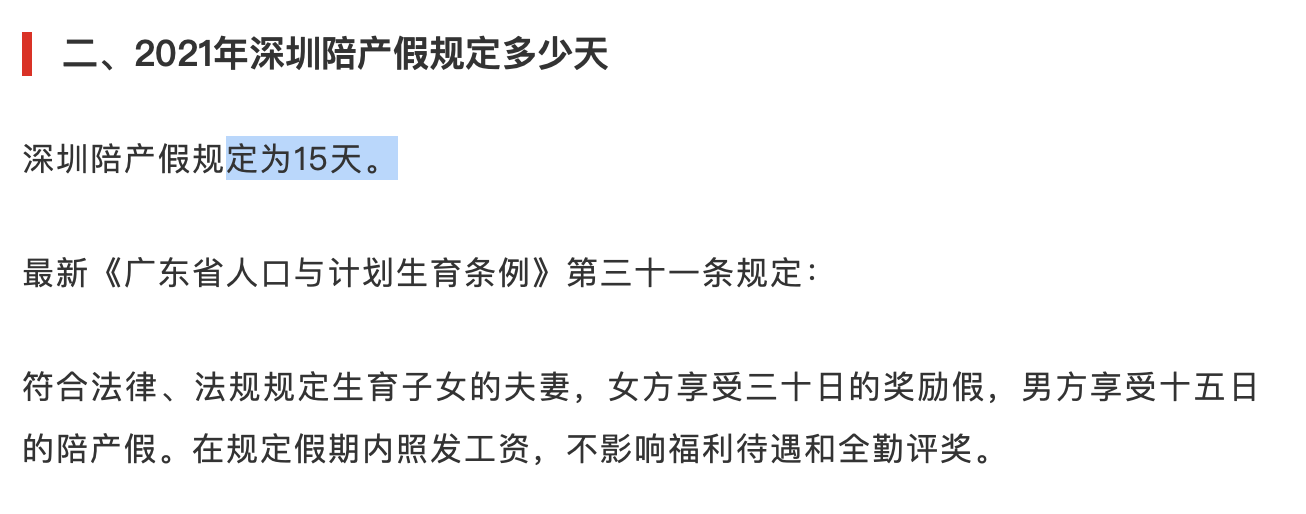 二、2021年深圳陪产假规定多少天
深圳陪产假规定为15天。
最新《广东省人口与计划生育条例》第三十一条规定：
符合法律、法规规定生育子女的夫妻，女方享受三十日的奖励假，男方享受十五日
的陪产假。在规定假期内照发工资，不影响福利待遇和全勤评奖。